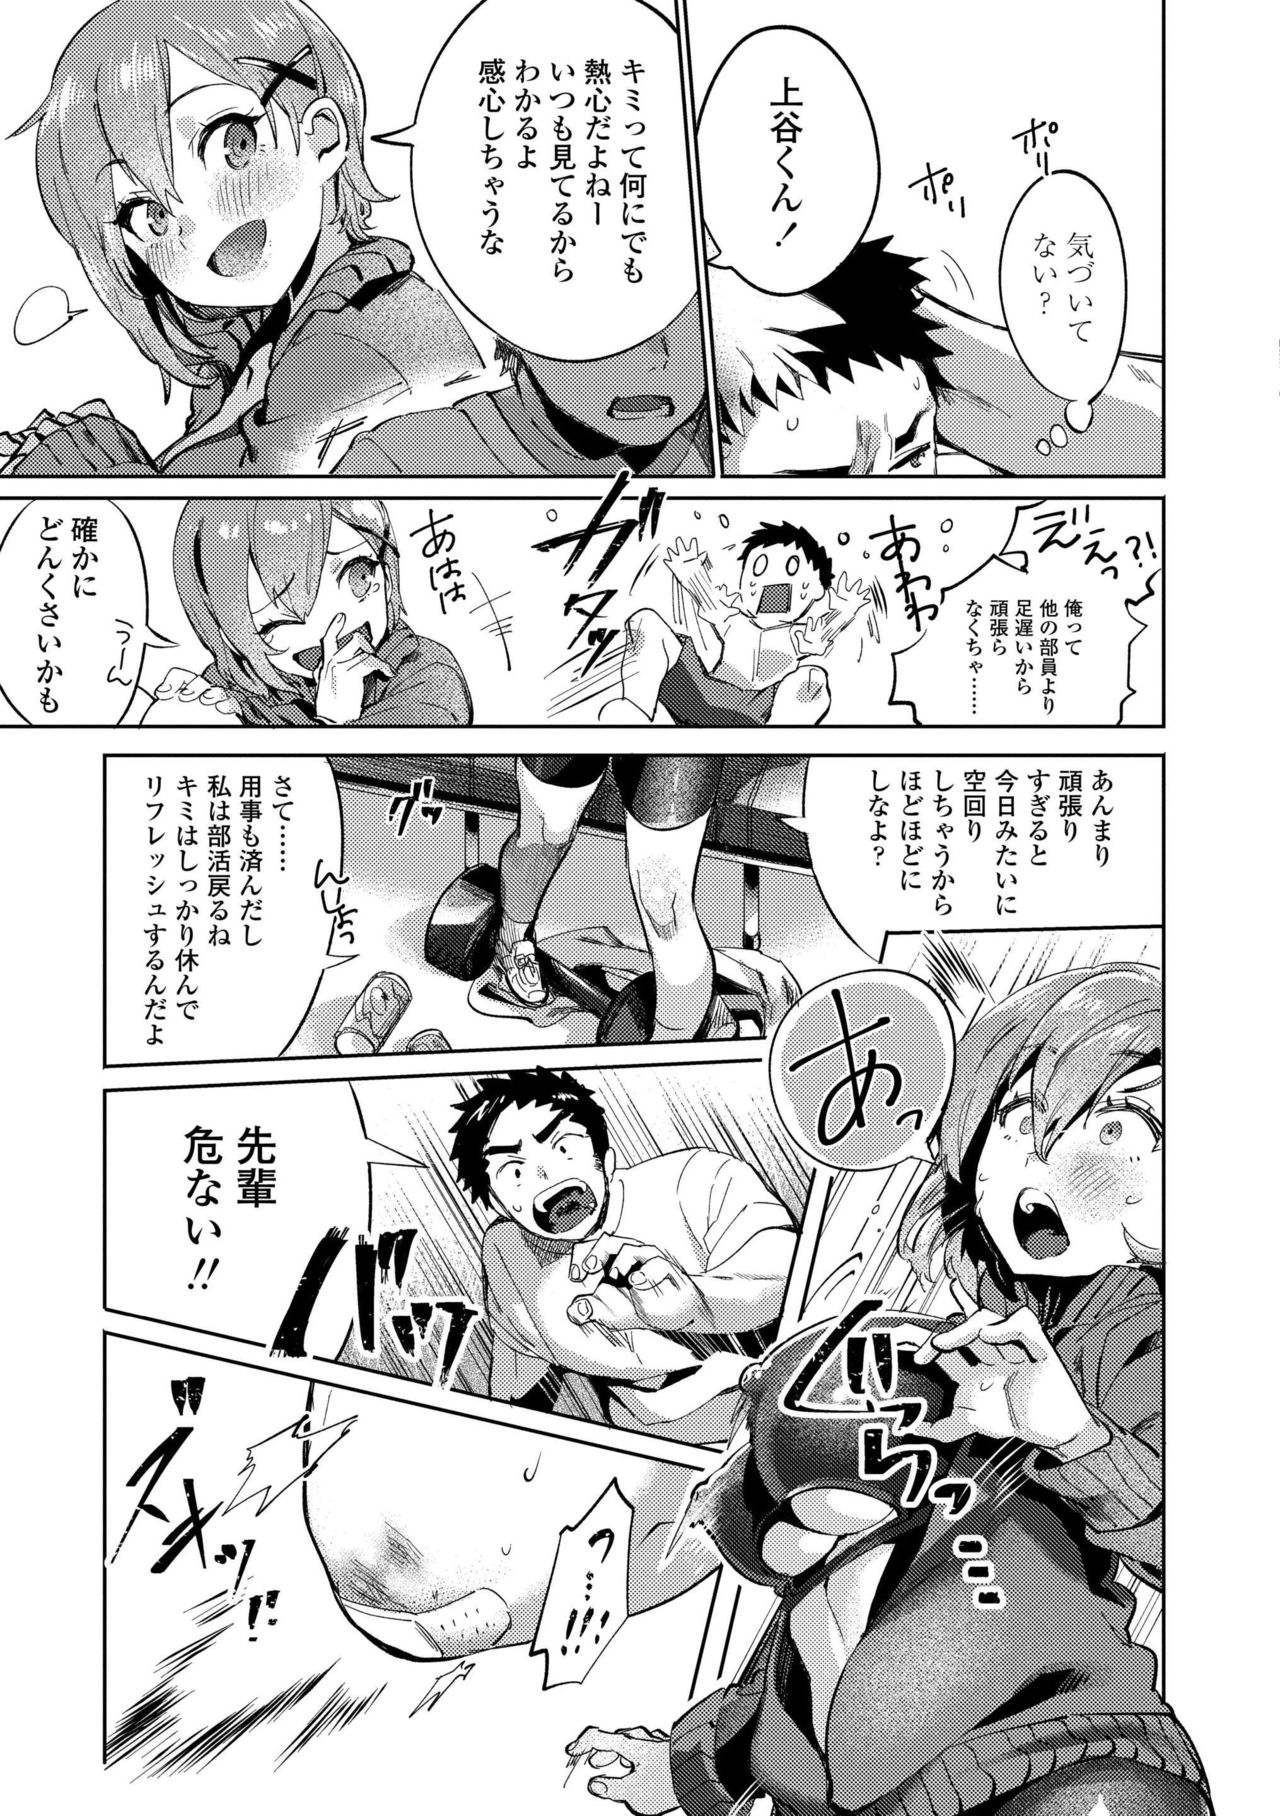 気づいて
ない?
ポリ
ポリ
上谷くん!
キミって何にでも
熱心だよねー
いつも見てるから
わかるよ
感心しちゃうな
ええっ?!
俺って
他の部員より
足遅いから
頑張ら
なくちゃ……
あわわ
ガタッ
あはは
確かに
どんくさいかも
っーん
あんまり
頑張り
すぎると
今日みたいに
空回り
しちゃうから
ほどほどに
しなよ?
グッ
んしょっ
さて……
用事も済んだし
私は部活戻るね
キミはしっかり休んで
リフレッシュするんだよ
あっ
ぐらっ…
先輩
危ない!!
バッ
っ…!!!
ズキッ!!